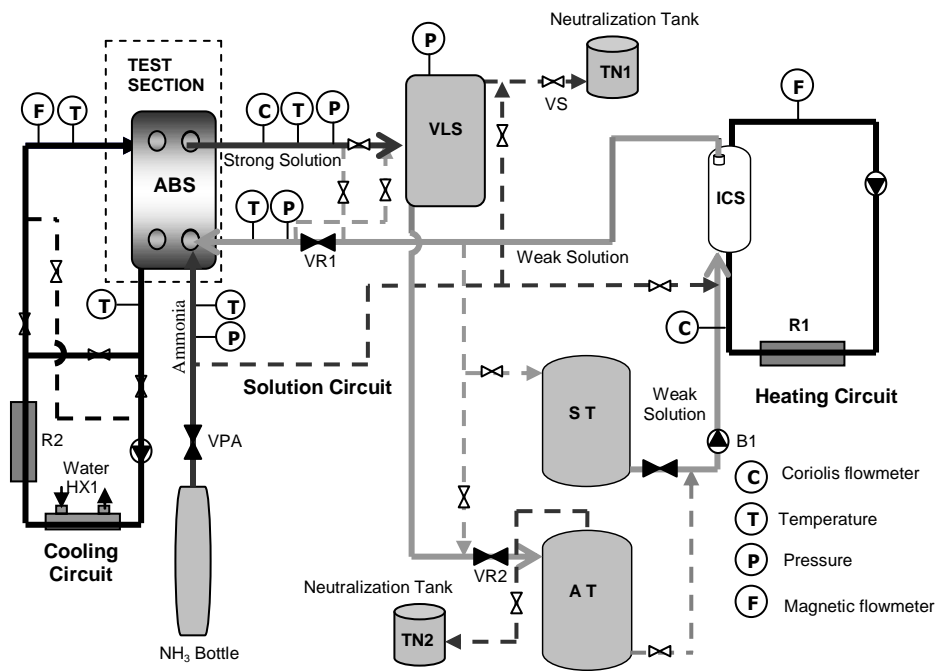 Neutralization Tank
P
TN1
VS
F
TEST
SECTION
F
T
C
T
P
VLS
Strong Solution
ABS
ICS
T
P
VR1
Weak Solution
T
T
P
Ammonia
C
R1
Solution Circuit
Heating Circuit
S T
Weak
Solution
R2
VPA
B1
Water
HX1
C
Coriolis flowmeter
T
Temperature
Cooling
Circuit
P
Pressure
VR2
A T
Neutralization Tank
F
Magnetic flowmeter
TN2
NH₃ Bottle